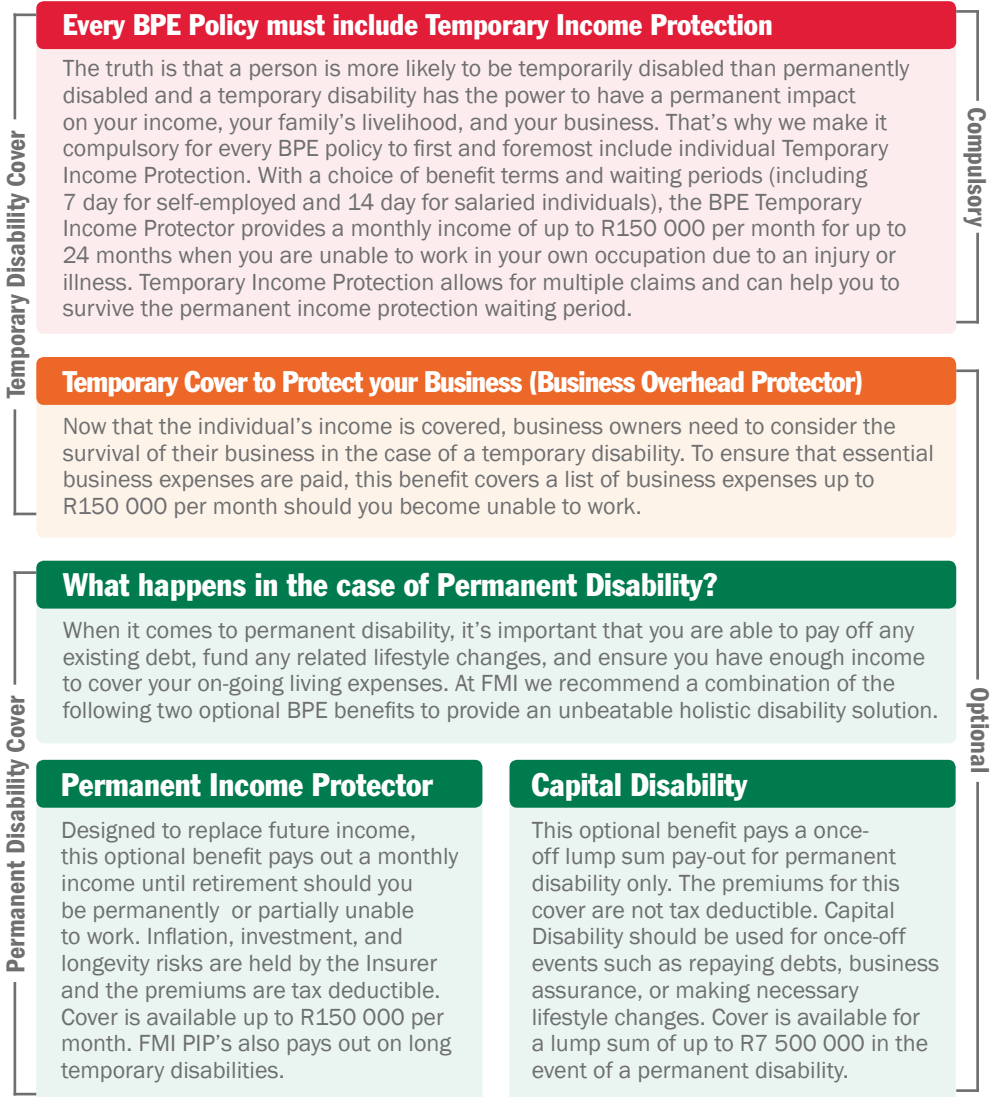 Temporary Disability Cover
Compulsory
Every BPE Policy must include Temporary Income Protection
The truth is that a person is more likely to be temporarily disabled than permanently
disabled and a temporary disability has the power to have a permanent impact
on your income, your family's livelihood, and your business. That's why we make it
compulsory for every BPE policy to first and foremost include individual Temporary
Income Protection. With a choice of benefit terms and waiting periods (including
7 day for self-employed and 14 day for salaried individuals), the BPE Temporary
Income Protector provides a monthly income of up to R150 000 per month for up to
24 months when you are unable to work in your own occupation due to an injury or
illness. Temporary Income Protection allows for multiple claims and can help you to
survive the permanent income protection waiting period.
Optional
Temporary Cover to Protect your Business (Business Overhead Protector)
Now that the individual's income is covered, business owners need to consider the
survival of their business in the case of a temporary disability. To ensure that essential
business expenses are paid, this benefit covers a list of business expenses up to
R150 000 per month should you become unable to work.
Permanent Disability Cover
What happens in the case of Permanent Disability?
When it comes to permanent disability, it's important that you are able to pay off any
existing debt, fund any related lifestyle changes, and ensure you have enough income
to cover your on-going living expenses. At FMI we recommend a combination of the
following two optional BPE benefits to provide an unbeatable holistic disability solution.
Permanent Income Protector
Designed to replace future income,
this optional benefit pays out a monthly
income until retirement should you
be permanently or partially unable
to work. Inflation, investment, and
longevity risks are held by the Insurer
and the premiums are tax deductible.
Cover is available up to R150 000 per
month. FMI PIP's also pays out on long
temporary disabilities.
Capital Disability
This optional benefit pays a once-
off lump sum pay-out for permanent
disability only. The premiums for this
cover are not tax deductible. Capital
Disability should be used for once-off
events such as repaying debts, business
assurance, or making necessary
lifestyle changes. Cover is available for
a lump sum of up to R7 500 000 in the
event of a permanent disability.